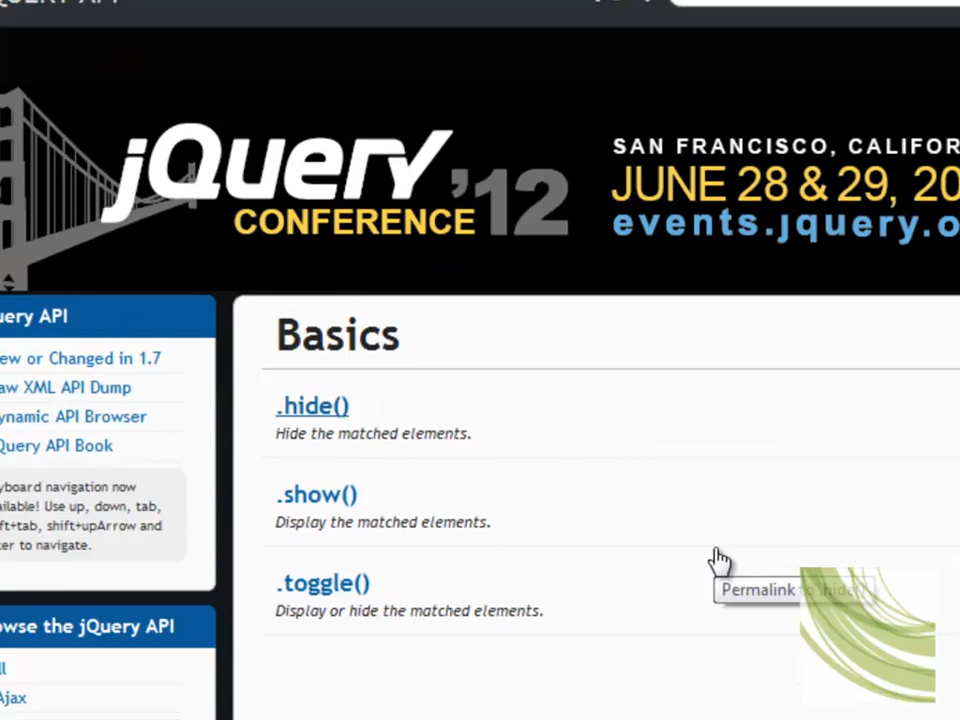 jQuery
CONFERENCE '12
SAN FRANCISCO, CALIFOR
JUNE 28 & 29, 20
events.jquery.o
uery API
ew or Changed in 1.7
aw XML API Dump
ynamic API Browser
Query API Book
yboard navigation now
ailable! Use up, down, tab,
ft+tab, shift+upArrow and
ter to navigate.
owse the jQuery API
ll
Ajax
Basics
.hide()
Hide the matched elements.
.show()
Display the matched elements.
.toggle()
Display or hide the matched elements.
Permalink to .hide()